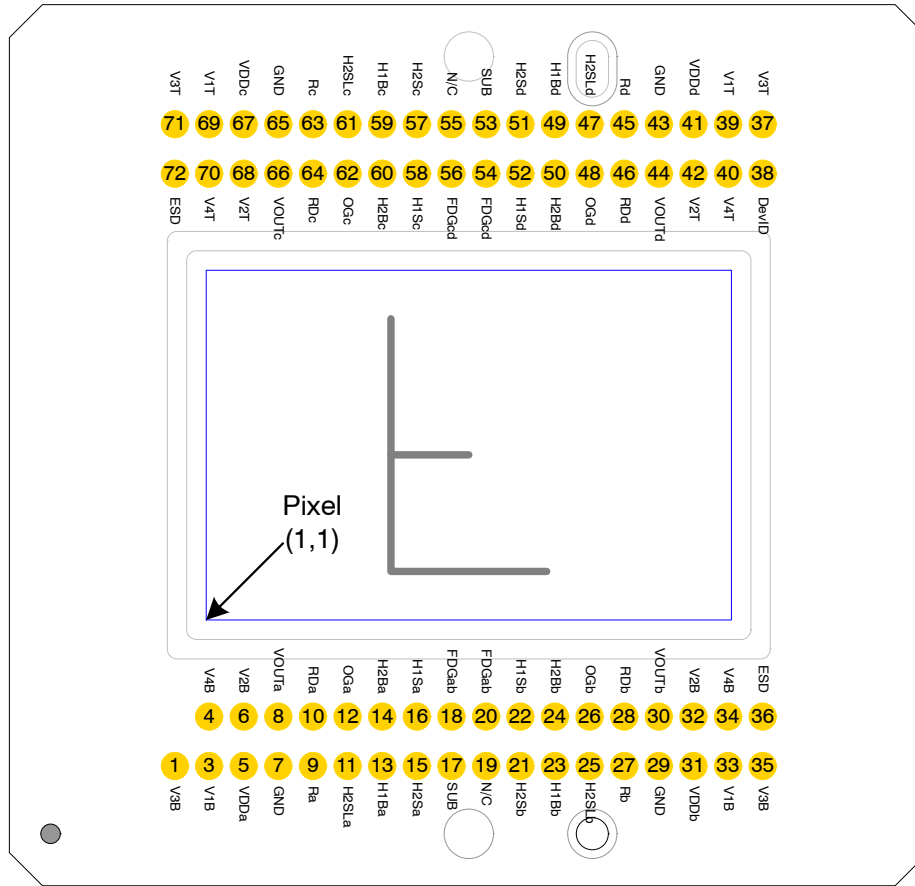 V3T V1T VDDc GND Rc H2SLc H1Bc H2Sc N/C SUB H2Sd H1Bd H2SLd Rd GND VDDd V1T V3T
71 69 67 65 63 61 59 57 55 53 51 49 47 45 43 41 39 37
72 70 68 66 64 62 60 58 56 54 52 50 48 46 44 42 40 38
ESD V4T V2T VOUTc RDc OGc H2Bc H1Sc FDGcd FDGcd H1Sd H2Bd OGd RDd VOUTd V2T V4T DevID
Pixel
(1,1)
V4B V2B VOUTa RDa OGa H2Ba H1Sa FDGab FDGab H1Sb H2Bb OGb RDb VOUTb V2B V4B ESD
4 6 8 10 12 14 16 18 20 22 24 26 28 30 32 34 36
1 3 5 7 9 11 13 15 17 19 21 23 25 27 29 31 33 35
V3B V1B VDDa GND Ra H2SLa H1Ba H2Sa SUB N/C H2Sb H1Bb H2SLb Rb GND VDDb V1B V3B